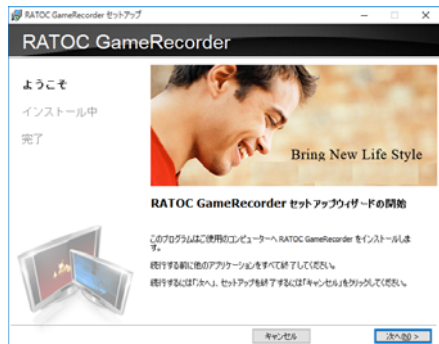 RATOC GameRecorder セットアップ
RATOC GameRecorder
ようこそ
インストール中
完了
Bring New Life Style
RATOC GameRecorder セットアップウィザードの開始
このプログラムはご使用のコンピューターへ RATOC GameRecorder をインストールしま
す。
続行する前に他のアプリケーションをすべて終了してください。
続行するには「次へ」、セットアップを終了するには「キャンセル」をクリックしてください。
キャンセル
次へ(N) >